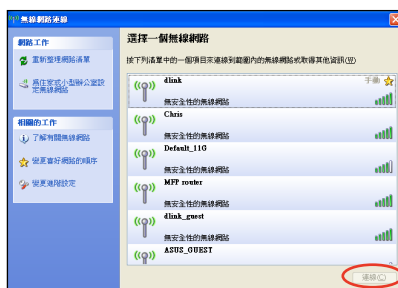 無線網路連線
網路工作
重新整理網路清單
為住家或小型辦公室設
定無線網路
相關的工作
了解有關無線網路
變更喜好網路的順序
變更進階設定
選擇一個無線網路
按下列清單中的一個項目來連線到範圍內的無線網路或取得其他資訊(W)
dlink
手動
無安全性的無線網路
Chris
無安全性的無線網路
Default_11G
無安全性的無線網路
MFP router
無安全性的無線網路
dlink_guest
無安全性的無線網路
ASUS_GUEST
連線(C)